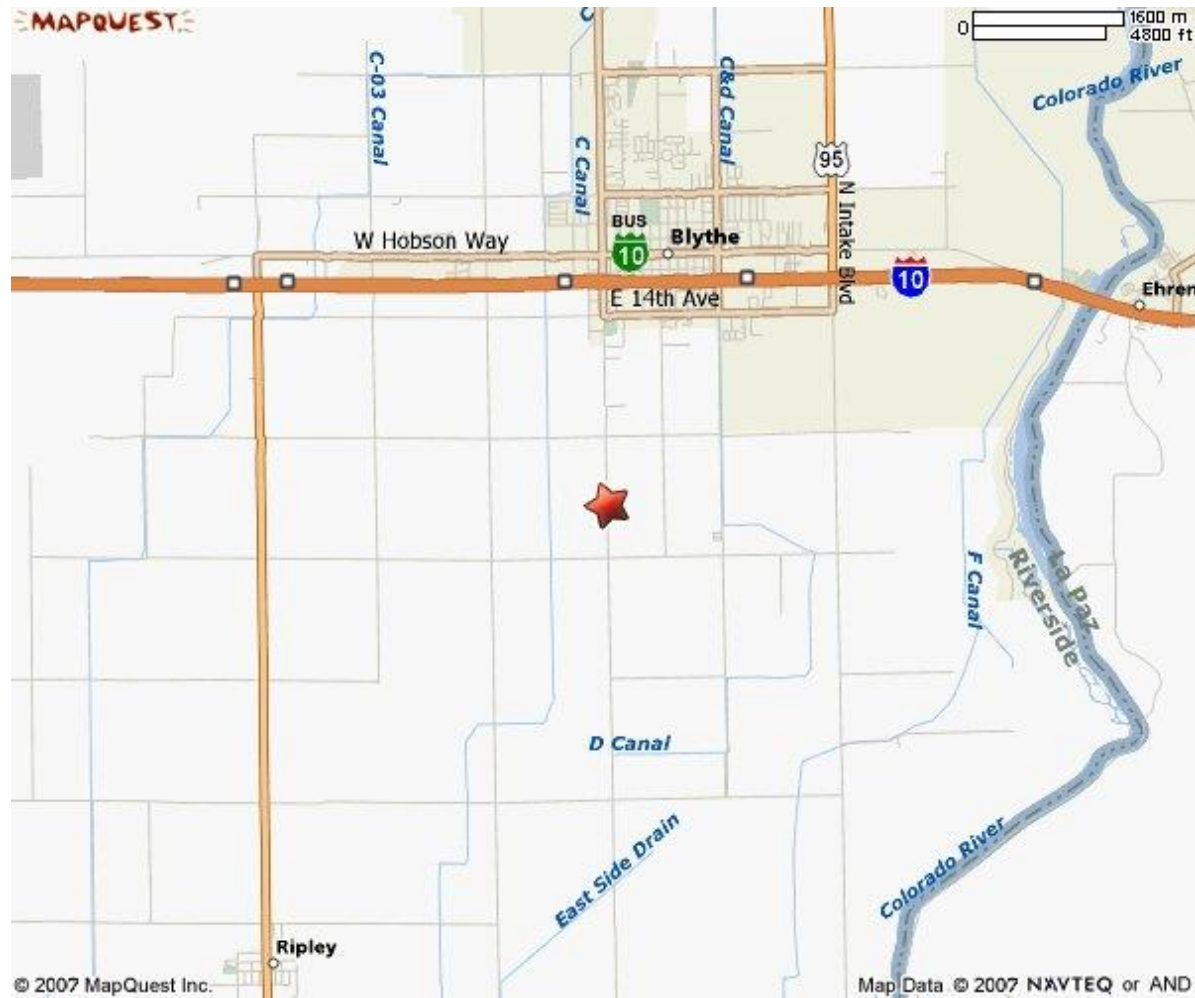 MAPQUEST
0
1600 m
4800 ft
C-03 Canal
C Canal
C&d Canal
Colorado River
95
N Intake Blvd
W Hobson Way
BUS
10
Blythe
10
E 14th Ave
Ehren
F Canal
La Paz
Riverside
D Canal
East Side Drain
Colorado River
Ripley
© 2007 MapQuest Inc.
Map Data © 2007 NAVTEQ or AND